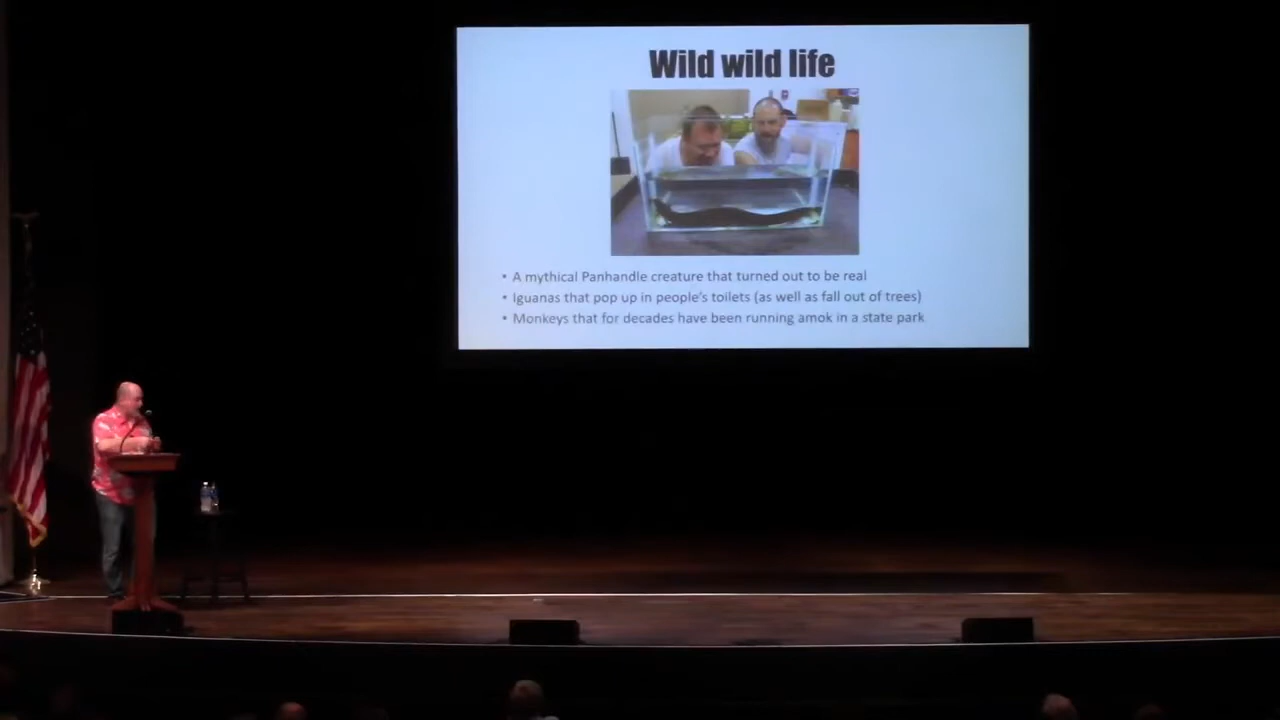 Wild wild life
• A mythical Panhandle creature that turned out to be real
• Iguanas that pop up in people's toilets (as well as fall out of trees)
• Monkeys that for decades have been running amok in a state park